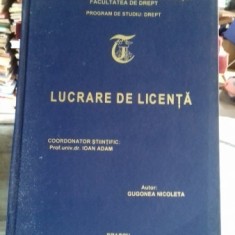 FACULTATEA DE DREPT
PROGRAM DE STUDIU: DREPT
LUCRARE DE LICENȚĂ
COORDONATOR ȘTIINȚIFIC:
Prof.univ.dr. IOAN ADAM
Autor:
GUGONEA NICOLETA